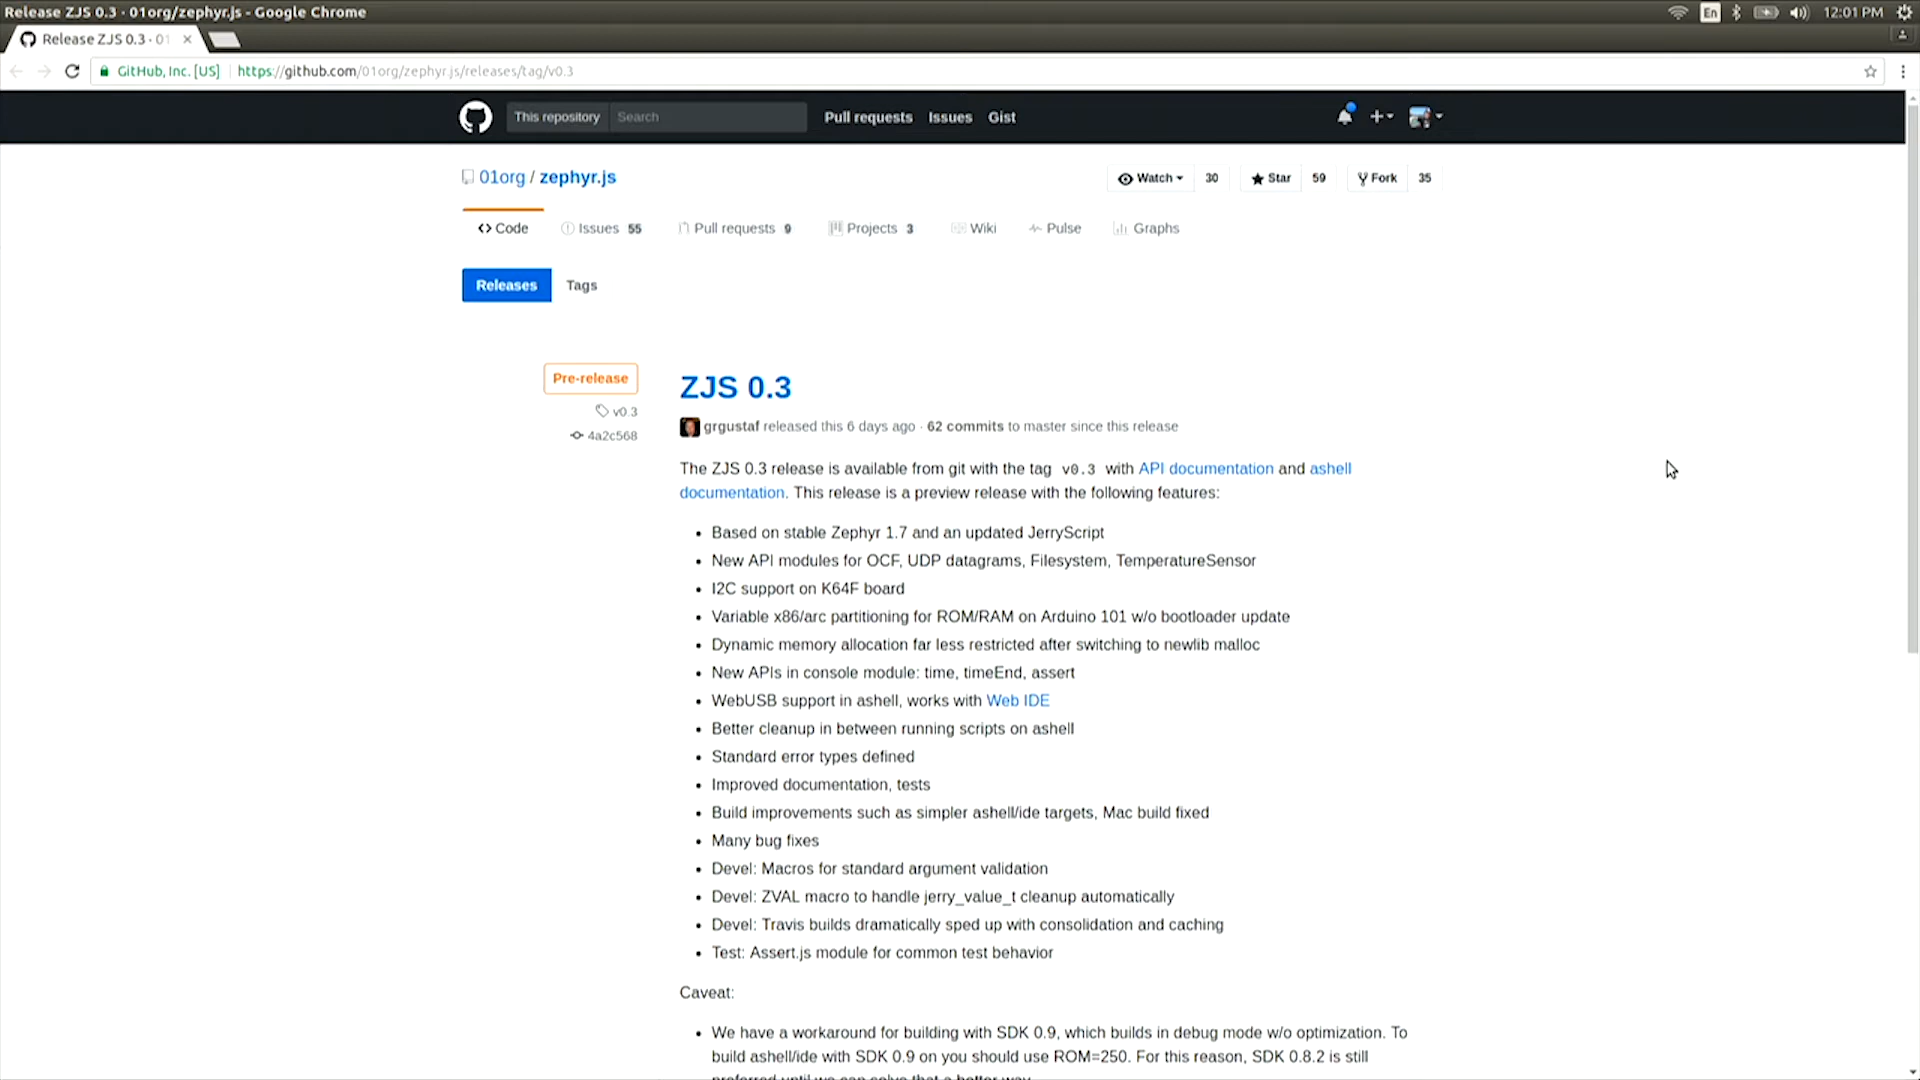 Release ZJS 0.3 · 01org/zephyr.js - Google Chrome
En
12:01 PM
Release ZJS 0.3 · 01
GitHub, Inc. [US]
https://github.com/01org/zephyr.js/releases/tag/v0.3
This repository
Search
Pull requests
Issues
Gist
01org / zephyr.js
Watch
30
Star
59
Fork
35
Code
Issues 55
Pull requests 9
Projects 3
Wiki
Pulse
Graphs
Releases
Tags
Pre-release
v0.3
4a2c568
ZJS 0.3
grgustaf released this 6 days ago · 62 commits to master since this release
The ZJS 0.3 release is available from git with the tag v0.3 with API documentation and ashell
documentation. This release is a preview release with the following features:
• Based on stable Zephyr 1.7 and an updated JerryScript
• New API modules for OCF, UDP datagrams, Filesystem, TemperatureSensor
• I2C support on K64F board
• Variable x86/arc partitioning for ROM/RAM on Arduino 101 w/o bootloader update
• Dynamic memory allocation far less restricted after switching to newlib malloc
• New APIs in console module: time, timeEnd, assert
• WebUSB support in ashell, works with Web IDE
• Better cleanup in between running scripts on ashell
• Standard error types defined
• Improved documentation, tests
• Build improvements such as simpler ashell/ide targets, Mac build fixed
• Many bug fixes
• Devel: Macros for standard argument validation
• Devel: ZVAL macro to handle jerry_value_t cleanup automatically
• Devel: Travis builds dramatically sped up with consolidation and caching
• Test: Assert.js module for common test behavior
Caveat:
• We have a workaround for building with SDK 0.9, which builds in debug mode w/o optimization. To
build ashell/ide with SDK 0.9 on you should use ROM=250. For this reason, SDK 0.8.2 is still
preferred until we can solve that a better way.